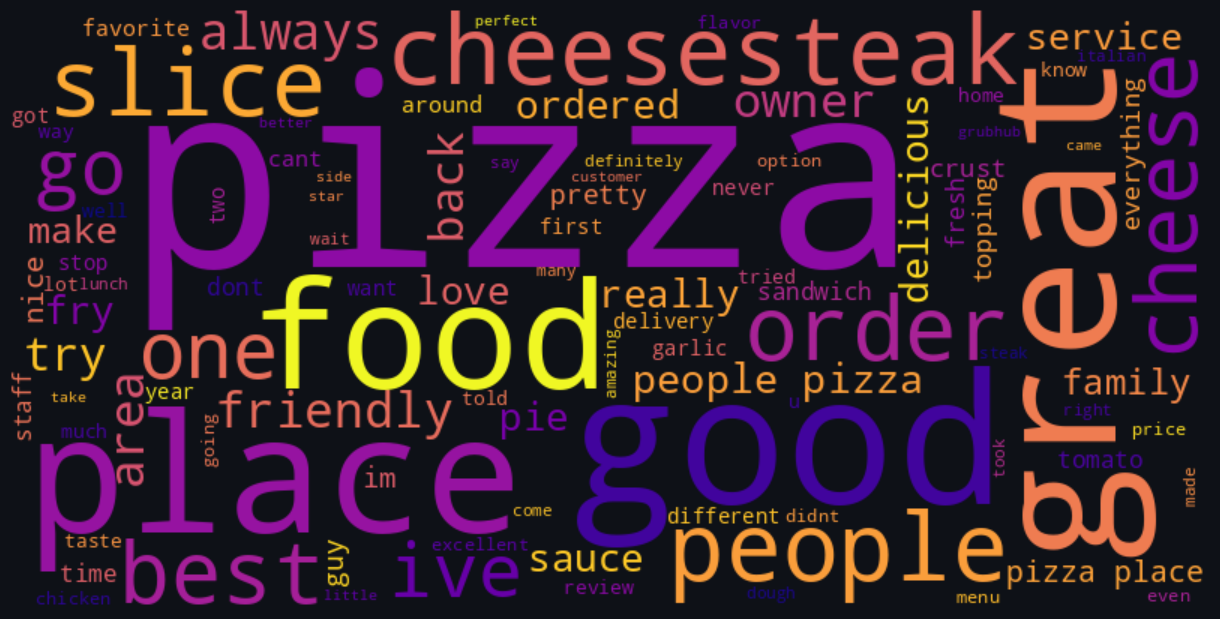 perfect
flavor
favorite
always
cheesesteak
service
italian
slice
know
around
ordered
owner
home
great
cheese
everything
got
way
better
pizza
delicious
grubhub
came
go
cant
back
say
definitely
option
crust
side
customer
two
star
pretty
never
fresh
topping
well
make
first
wait
nice
stop
many
tried
lot
lunch
dont
want
love
really
sandwich
fry
food
delivery
order
try
one
amazing
garlic
steak
people pizza
family
staff
area
year
take
friendly
told
pie
u
good
right
much
going
place
price
took
tomato
im
made
come
different
didnt
taste
guy
excellent
sauce
people
time
best
ive
review
pizza place
chicken
little
dough
menu
even